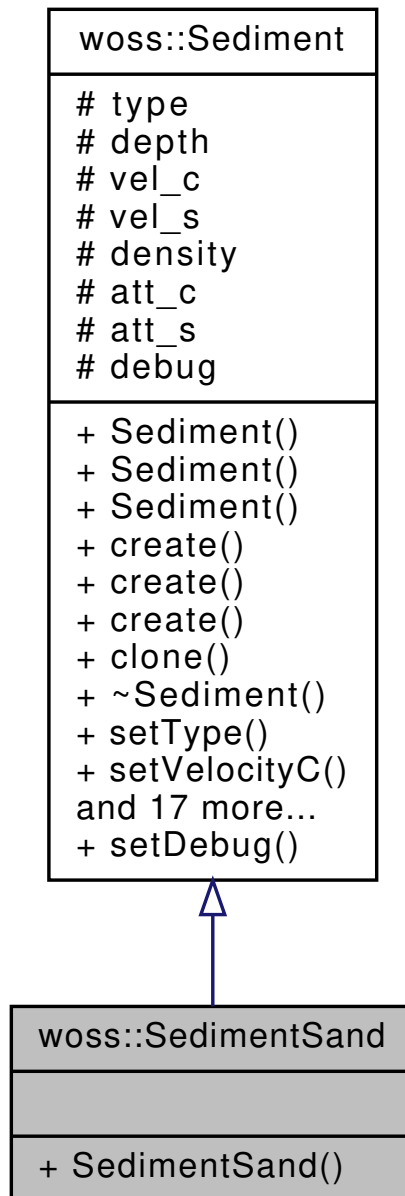 woss::Sediment
# type
# depth
# vel_c
# vel_s
# density
# att_c
# att_s
# debug
+ Sediment()
+ Sediment()
+ Sediment()
+ create()
+ create()
+ create()
+ clone()
+ ~Sediment()
+ setType()
+ setVelocityC()
and 17 more...
+ setDebug()
woss::SedimentSand
+ SedimentSand()